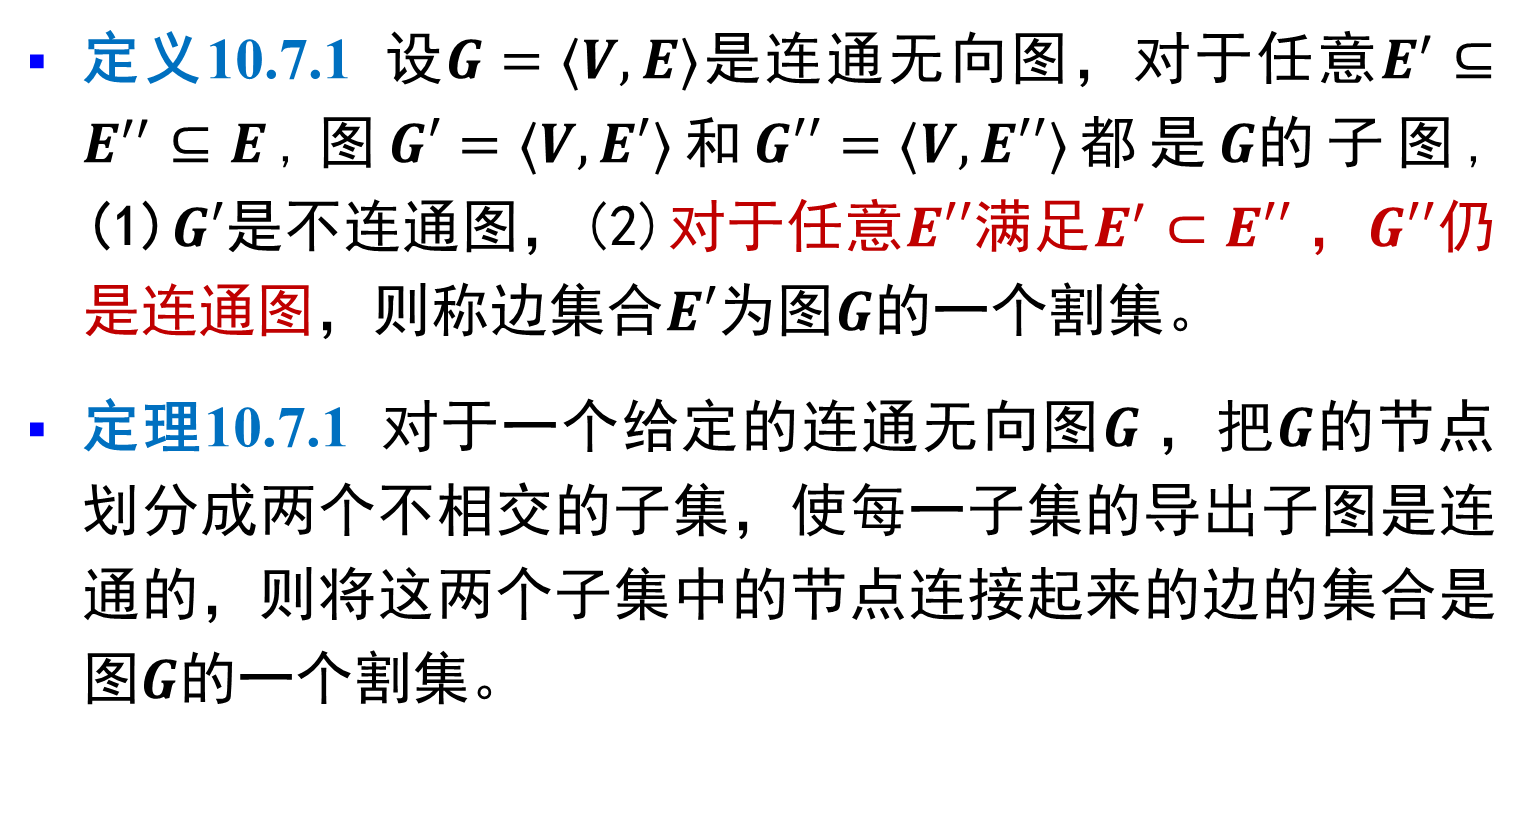 ▪ 定义10.7.1 设G = ⟨V, E⟩是连通无向图，对于任意E′ ⊆
E′′ ⊆ E，图G′ = ⟨V, E′⟩和G′′ = ⟨V, E′′⟩都是G的子图，
(1)G′是不连通图，(2)对于任意E′′满足E′ ⊂ E′′，G′′仍
是连通图，则称边集合E′为图G的一个割集。
▪ 定理10.7.1 对于一个给定的连通无向图G，把G的节点
划分成两个不相交的子集，使每一子集的导出子图是连
通的，则将这两个子集中的节点连接起来的边的集合是
图G的一个割集。